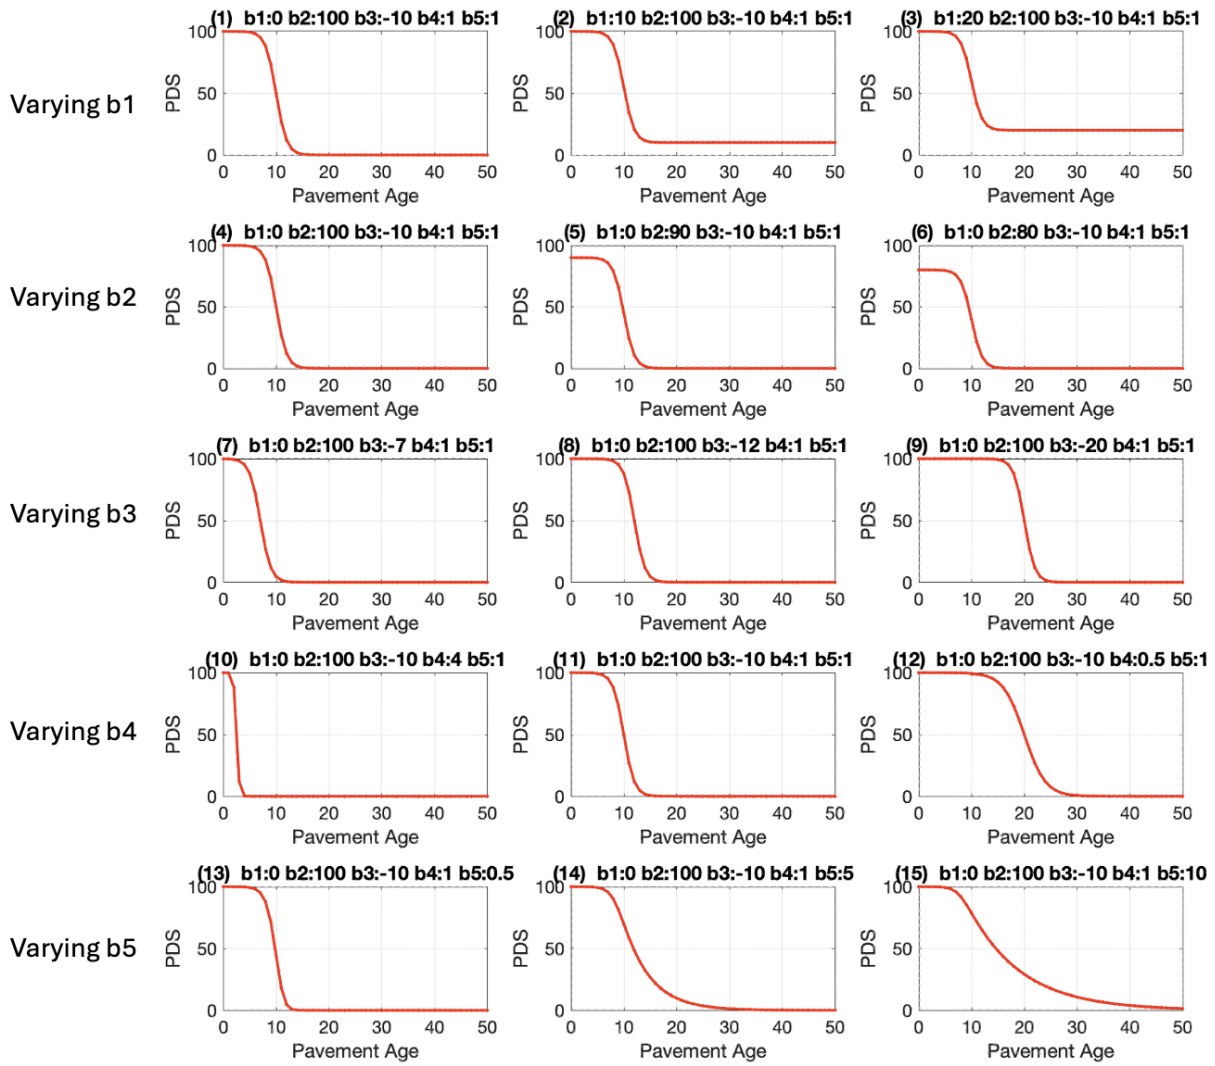 (1) b1:0 b2:100 b3:-10 b4:1 b5:1
(2) b1:10 b2:100 b3:-10 b4:1 b5:1
(3) b1:20 b2:100 b3:-10 b4:1 b5:1
Varying b1
PDS
100
50
0
0 10 20 30 40 50
Pavement Age
PDS
100
50
0
0 10 20 30 40 50
Pavement Age
PDS
100
50
0
0 10 20 30 40 50
Pavement Age
(4) b1:0 b2:100 b3:-10 b4:1 b5:1
(5) b1:0 b2:90 b3:-10 b4:1 b5:1
(6) b1:0 b2:80 b3:-10 b4:1 b5:1
Varying b2
PDS
100
50
0
0 10 20 30 40 50
Pavement Age
PDS
100
50
0
0 10 20 30 40 50
Pavement Age
PDS
100
50
0
0 10 20 30 40 50
Pavement Age
(7) b1:0 b2:100 b3:-7 b4:1 b5:1
(8) b1:0 b2:100 b3:-12 b4:1 b5:1
(9) b1:0 b2:100 b3:-20 b4:1 b5:1
Varying b3
PDS
100
50
0
0 10 20 30 40 50
Pavement Age
PDS
100
50
0
0 10 20 30 40 50
Pavement Age
PDS
100
50
0
0 10 20 30 40 50
Pavement Age
(10) b1:0 b2:100 b3:-10 b4:4 b5:1
(11) b1:0 b2:100 b3:-10 b4:1 b5:1
(12) b1:0 b2:100 b3:-10 b4:0.5 b5:1
Varying b4
PDS
100
50
0
0 10 20 30 40 50
Pavement Age
PDS
100
50
0
0 10 20 30 40 50
Pavement Age
PDS
100
50
0
0 10 20 30 40 50
Pavement Age
(13) b1:0 b2:100 b3:-10 b4:1 b5:0.5
(14) b1:0 b2:100 b3:-10 b4:1 b5:5
(15) b1:0 b2:100 b3:-10 b4:1 b5:10
Varying b5
PDS
100
50
0
0 10 20 30 40 50
Pavement Age
PDS
100
50
0
0 10 20 30 40 50
Pavement Age
PDS
100
50
0
0 10 20 30 40 50
Pavement Age